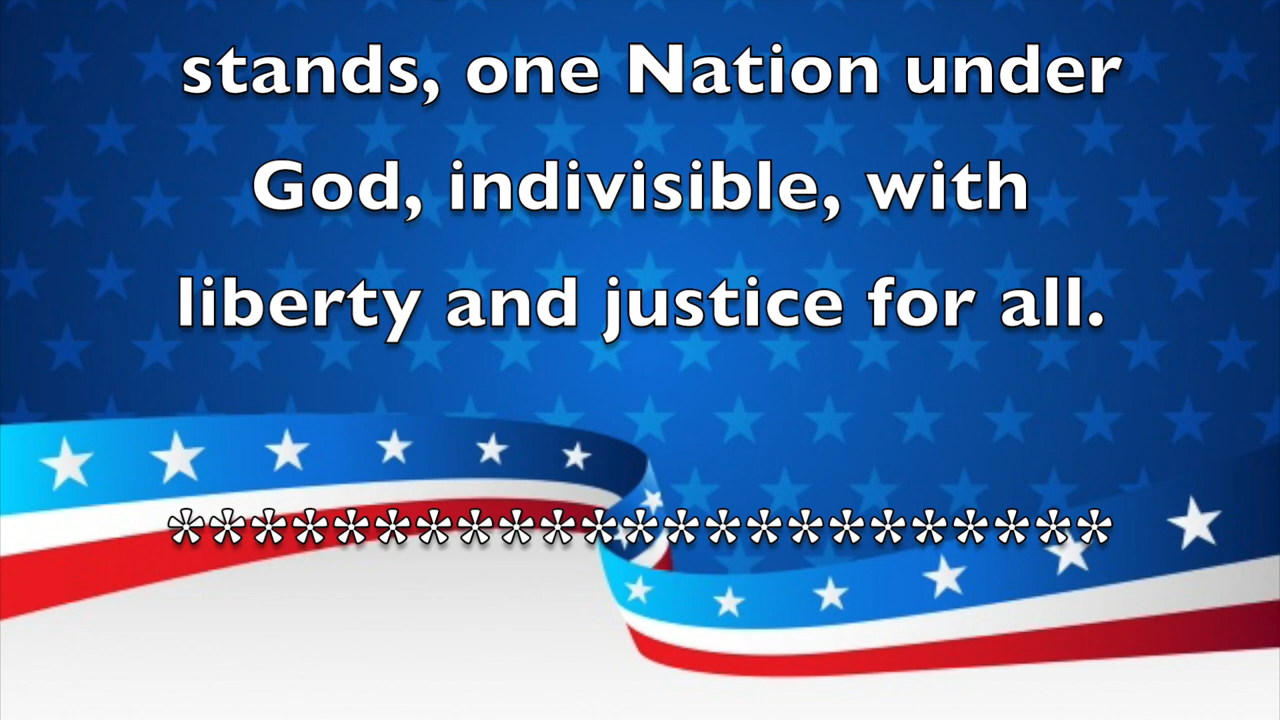 stands, one Nation under
God, indivisible, with
liberty and justice for all.
***********************